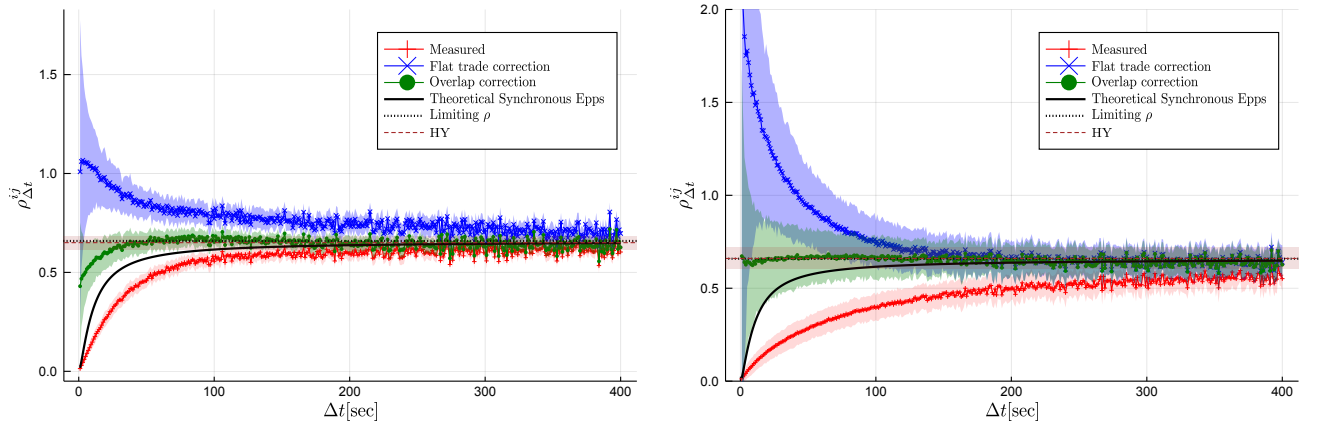 1.5
1.0
0.5
0.0
0
100
200
300
400
Δt[sec]
ρ^{ij}_{Δt}
Measured
Flat trade correction
Overlap correction
Theoretical Synchronous Epps
Limiting ρ
HY
2.0
1.5
1.0
0.5
0.0
0
100
200
300
400
Δt[sec]
ρ^{ij}_{Δt}
Measured
Flat trade correction
Overlap correction
Theoretical Synchronous Epps
Limiting ρ
HY